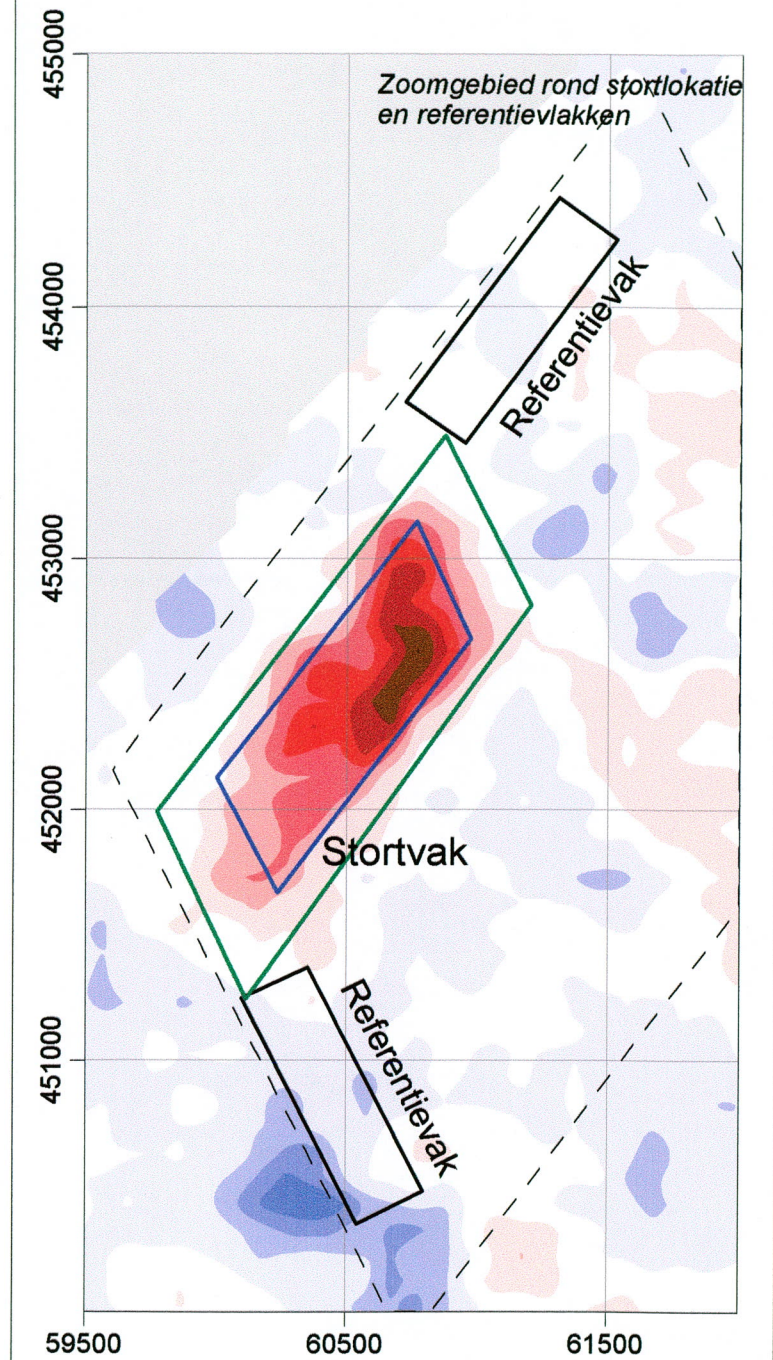 Zoomgebied rond stortlokatie
en referentievlakken
455000
454000
453000
452000
451000
Referentievak
Stortvak
Referentievak
59500
60500
61500